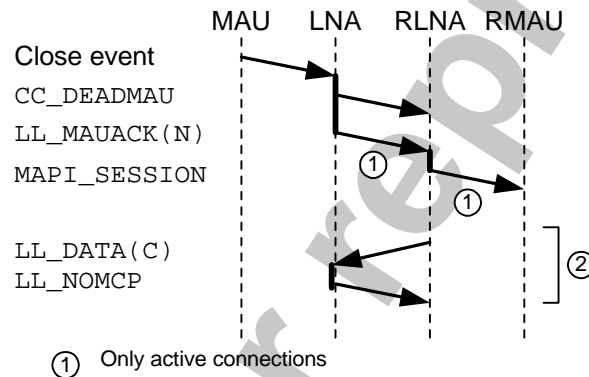 MAU LNA RLNA RMAU
Close event
CC_DEADMAU
LL_MAUACK(N)
1
MAPI_SESSION
1
LL_DATA(C)
2
LL_NOMCP
1 Only active connections